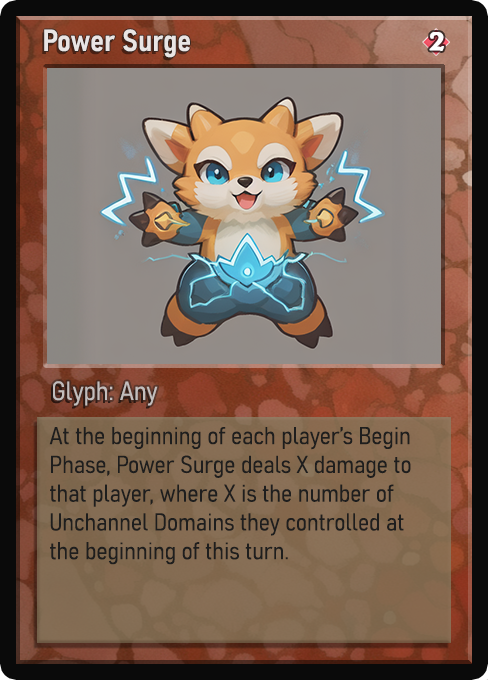 Power Surge
2
Glyph: Any
At the beginning of each player's Begin
Phase, Power Surge deals X damage to
that player, where X is the number of
Unchannel Domains they controlled at
the beginning of this turn.